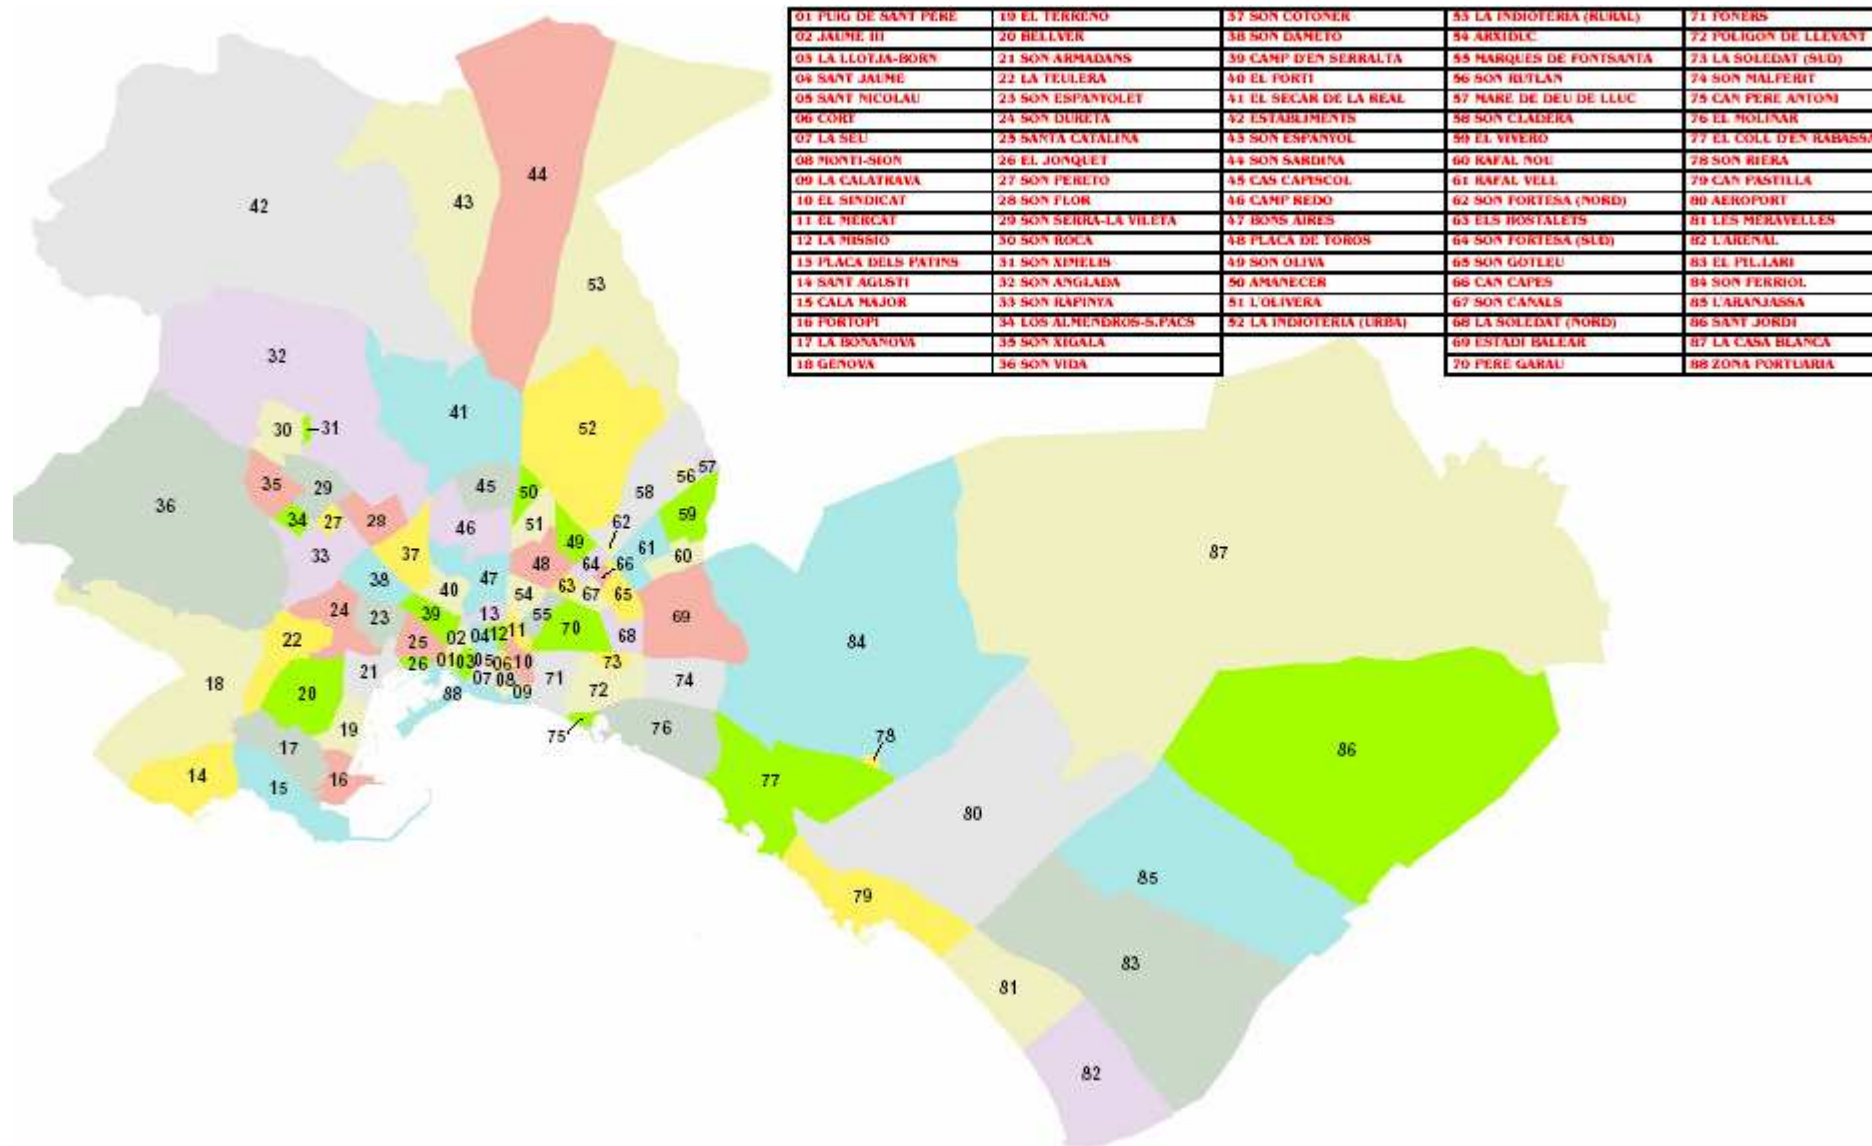 01 PUIG DE SANT PERE
02 JAUME III
03 LA LLOTJA-BORN
04 SANT JAUME
05 SANT NICOLAU
06 CORT
07 LA SEU
08 MONTI-SION
09 LA CALATRAVA
10 EL SINDICAT
11 EL MERCAT
12 LA MISSIO
13 PLACA DELS PATINS
14 SANT AGUSTI
15 CALA MAJOR
16 PORTOPI
17 LA BONANOVA
18 GENOVA
19 EL TERRENO
20 BELLVER
21 SON ARMADANS
22 LA TEULERA
23 SON ESPANYOLET
24 SON DURETA
25 SANTA CATALINA
26 EL JONQUET
27 SON PERETO
28 SON FLOR
29 SON SERRA-LA VILETA
30 SON ROCA
31 SON XIMELIS
32 SON ANGLADA
33 SON RAPINYA
34 LOS ALMENDROS-S.PACS
35 SON XIGALA
36 SON VIDA
37 SON COTONER
38 SON DAMETO
39 CAMP D'EN SERRALTA
40 EL FORTI
41 EL SECAR DE LA REAL
42 ESTABLIMENTS
43 SON ESPANYOL
44 SON SARDINA
45 CAS CAPISCOL
46 CAMP REDO
47 BONS AIRES
48 PLACA DE TOROS
49 SON OLIVA
50 AMANECER
51 L'OLIVERA
52 LA INDIOTERIA (URBA)
53 LA INDIOTERIA (RURAL)
54 ARXIDUC
55 MARQUES DE FONTSANTA
56 SON RUTLAN
57 MARE DE DEU DE LLUC
58 SON CLADERA
59 EL VIVERO
60 RAFAL NOU
61 RAFAL VELL
62 SON FORTESA (NORD)
63 ELS HOSTALETS
64 SON FORTESA (SUD)
65 SON GOTLEU
66 CAN CAPES
67 SON CANALS
68 LA SOLEDAT (NORD)
69 ESTADI BALEAR
70 PERE GARAU
71 FONERS
72 POLIGON DE LLEVANT
73 LA SOLEDAT (SUD)
74 SON MALFERIT
75 CAN PERE ANTONI
76 EL MOLINAR
77 EL COLL D'EN RABASSA
78 SON RIERA
79 CAN PASTILLA
80 AEROPORT
81 LES MERAVELLES
82 L'ARENAL
83 EL PIL.LARI
84 SON FERRIOL
85 L'ARANJASSA
86 SANT JORDI
87 LA CASA BLANCA
88 ZONA PORTUARIA
44
43
42
53
32
41
30
31
52
57
56
35
29
45
50
58
36
34
27
28
46
51
62
59
37
49
61
87
33
48
64
66
60
38
47
63
40
54
67
65
24
23
39
13
55
22
25
02
04
12
11
70
68
69
84
26
01
03
05
06
10
73
18
21
07
08
71
74
20
88
09
72
19
75
76
78
17
86
14
15
16
77
80
85
79
83
81
82